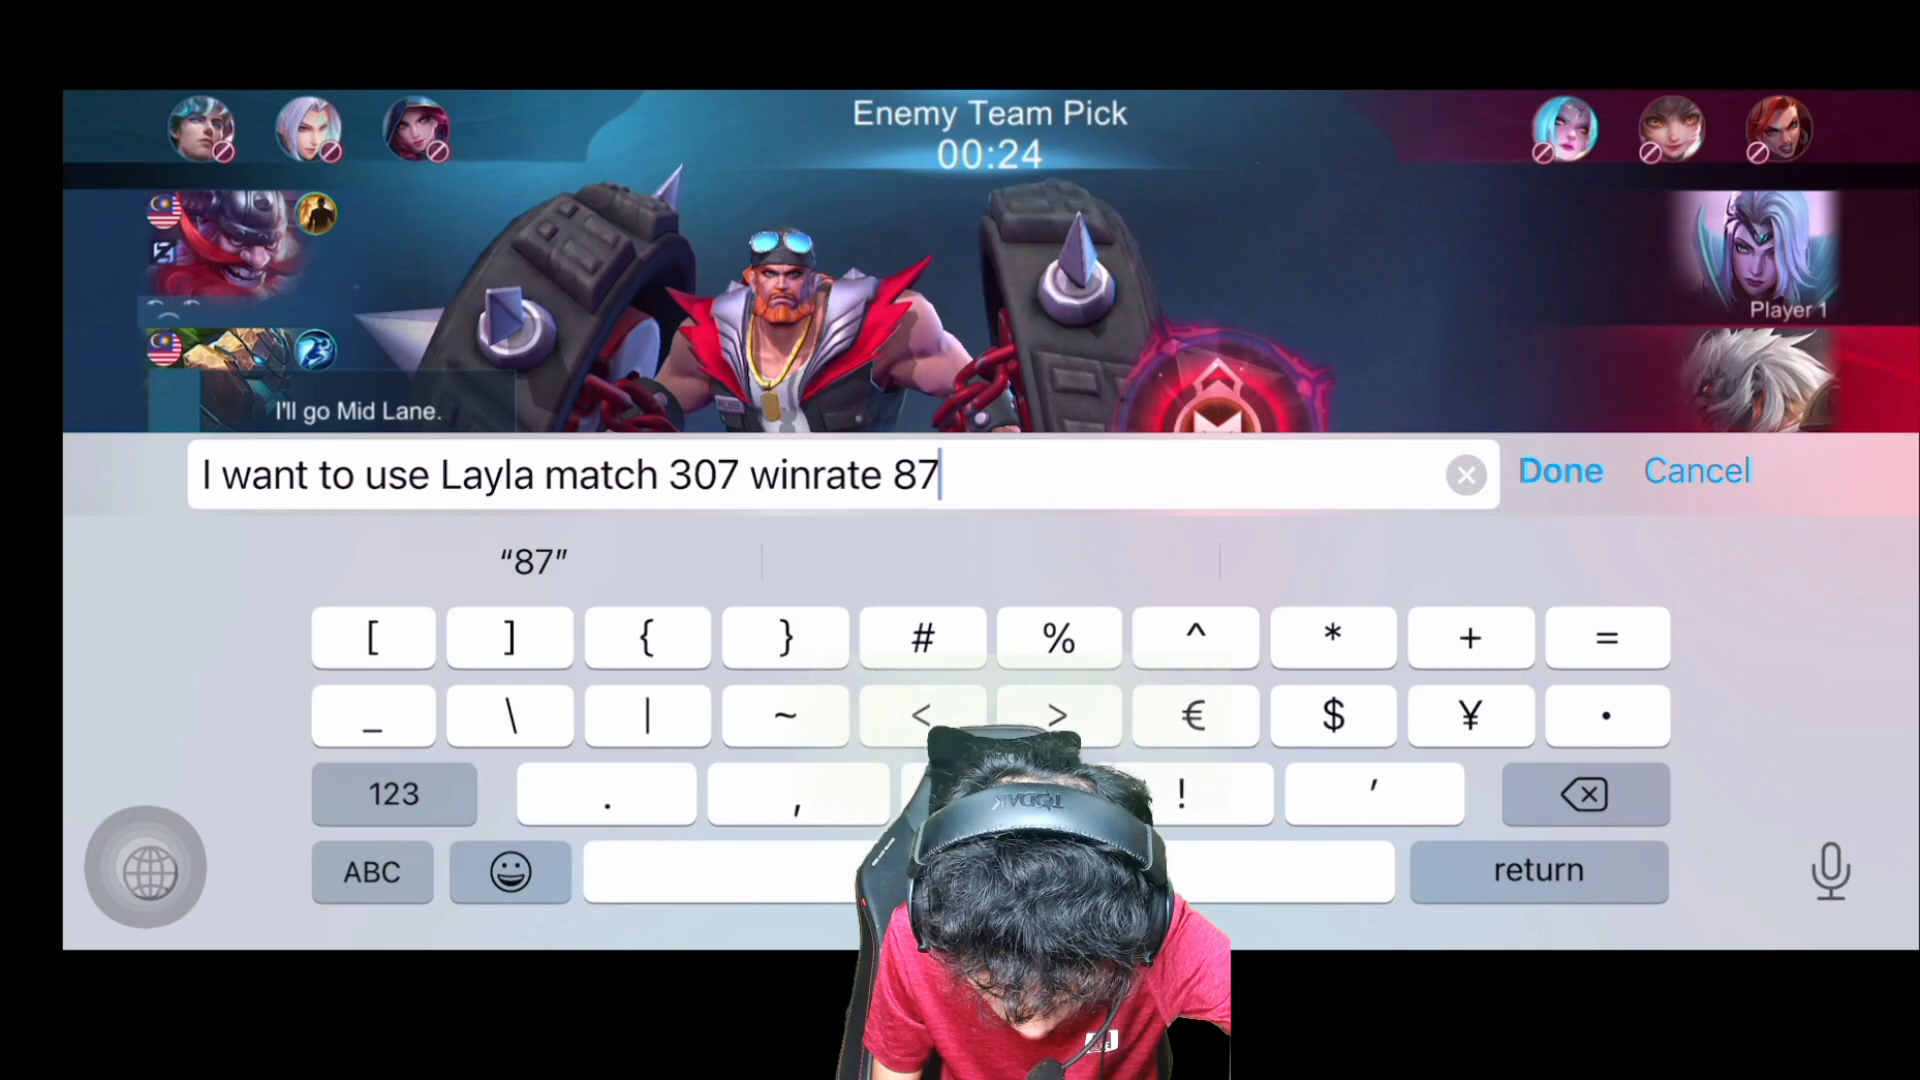 Enemy Team Pick
00:24
Player 1
I'll go Mid Lane.
I want to use Layla match 307 winrate 87
Done
Cancel
“87”
[ ] { } # % ^ * + =
_ \ | ~ < > € $ ¥ •
123 . , ! ′
ABC
return